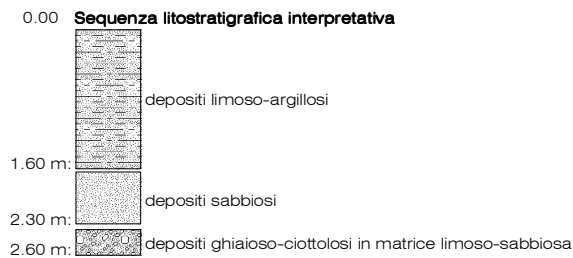 0.00 Sequenza litostratigrafica interpretativa
depositi limoso-argillosi
1.60 m:
depositi sabbiosi
2.30 m:
depositi ghiaioso-ciottolosi in matrice limoso-sabbiosa
2.60 m: